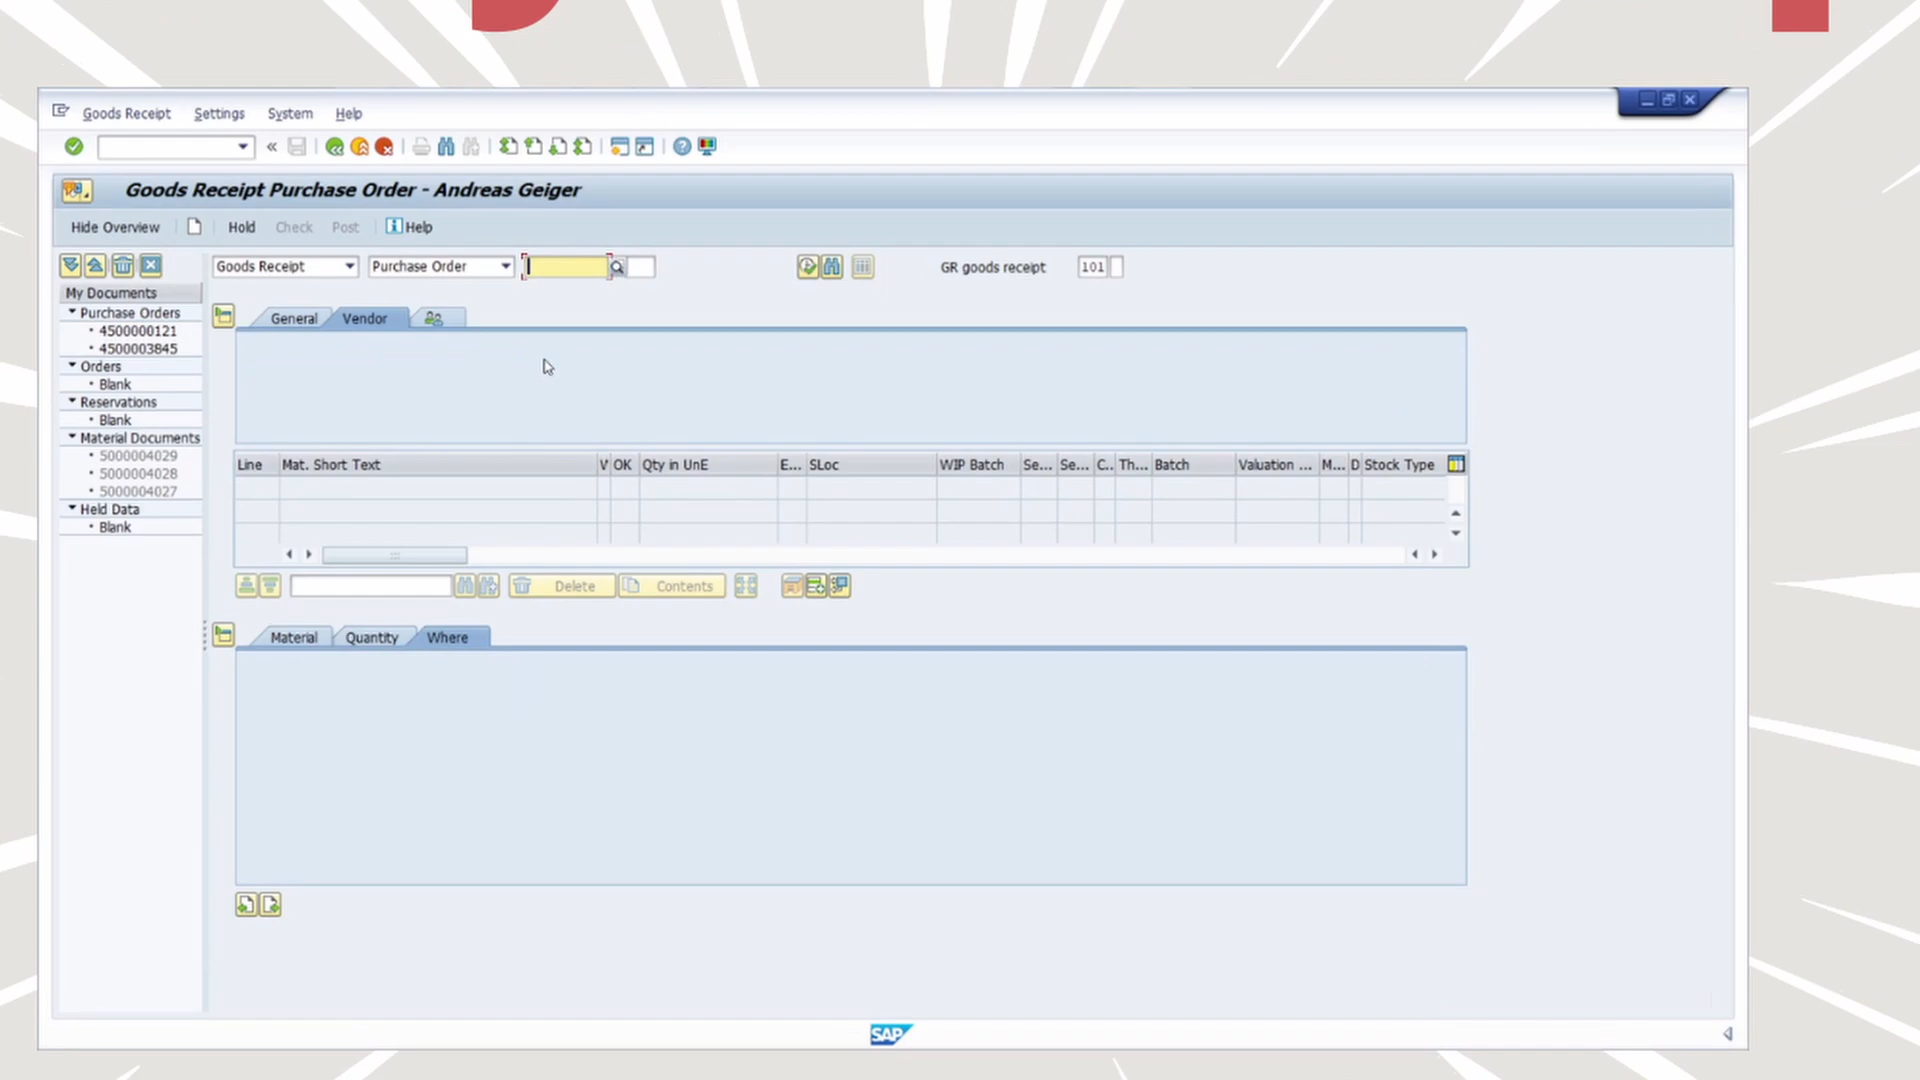 Goods Receipt Settings System Help
Goods Receipt Purchase Order - Andreas Geiger
Hide Overview Hold Check Post Help
Goods Receipt Purchase Order GR goods receipt 101
My Documents
Purchase Orders
4500000121
4500003845
Orders
Blank
Reservations
Blank
Material Documents
5000004029
5000004028
5000004027
Held Data
Blank
General Vendor
Line Mat. Short Text V OK Qty in UnE E... SLoc WIP Batch Se... Se... C.. Th... Batch Valuation ... M... D Stock Type
Delete Contents
Material Quantity Where
SAP